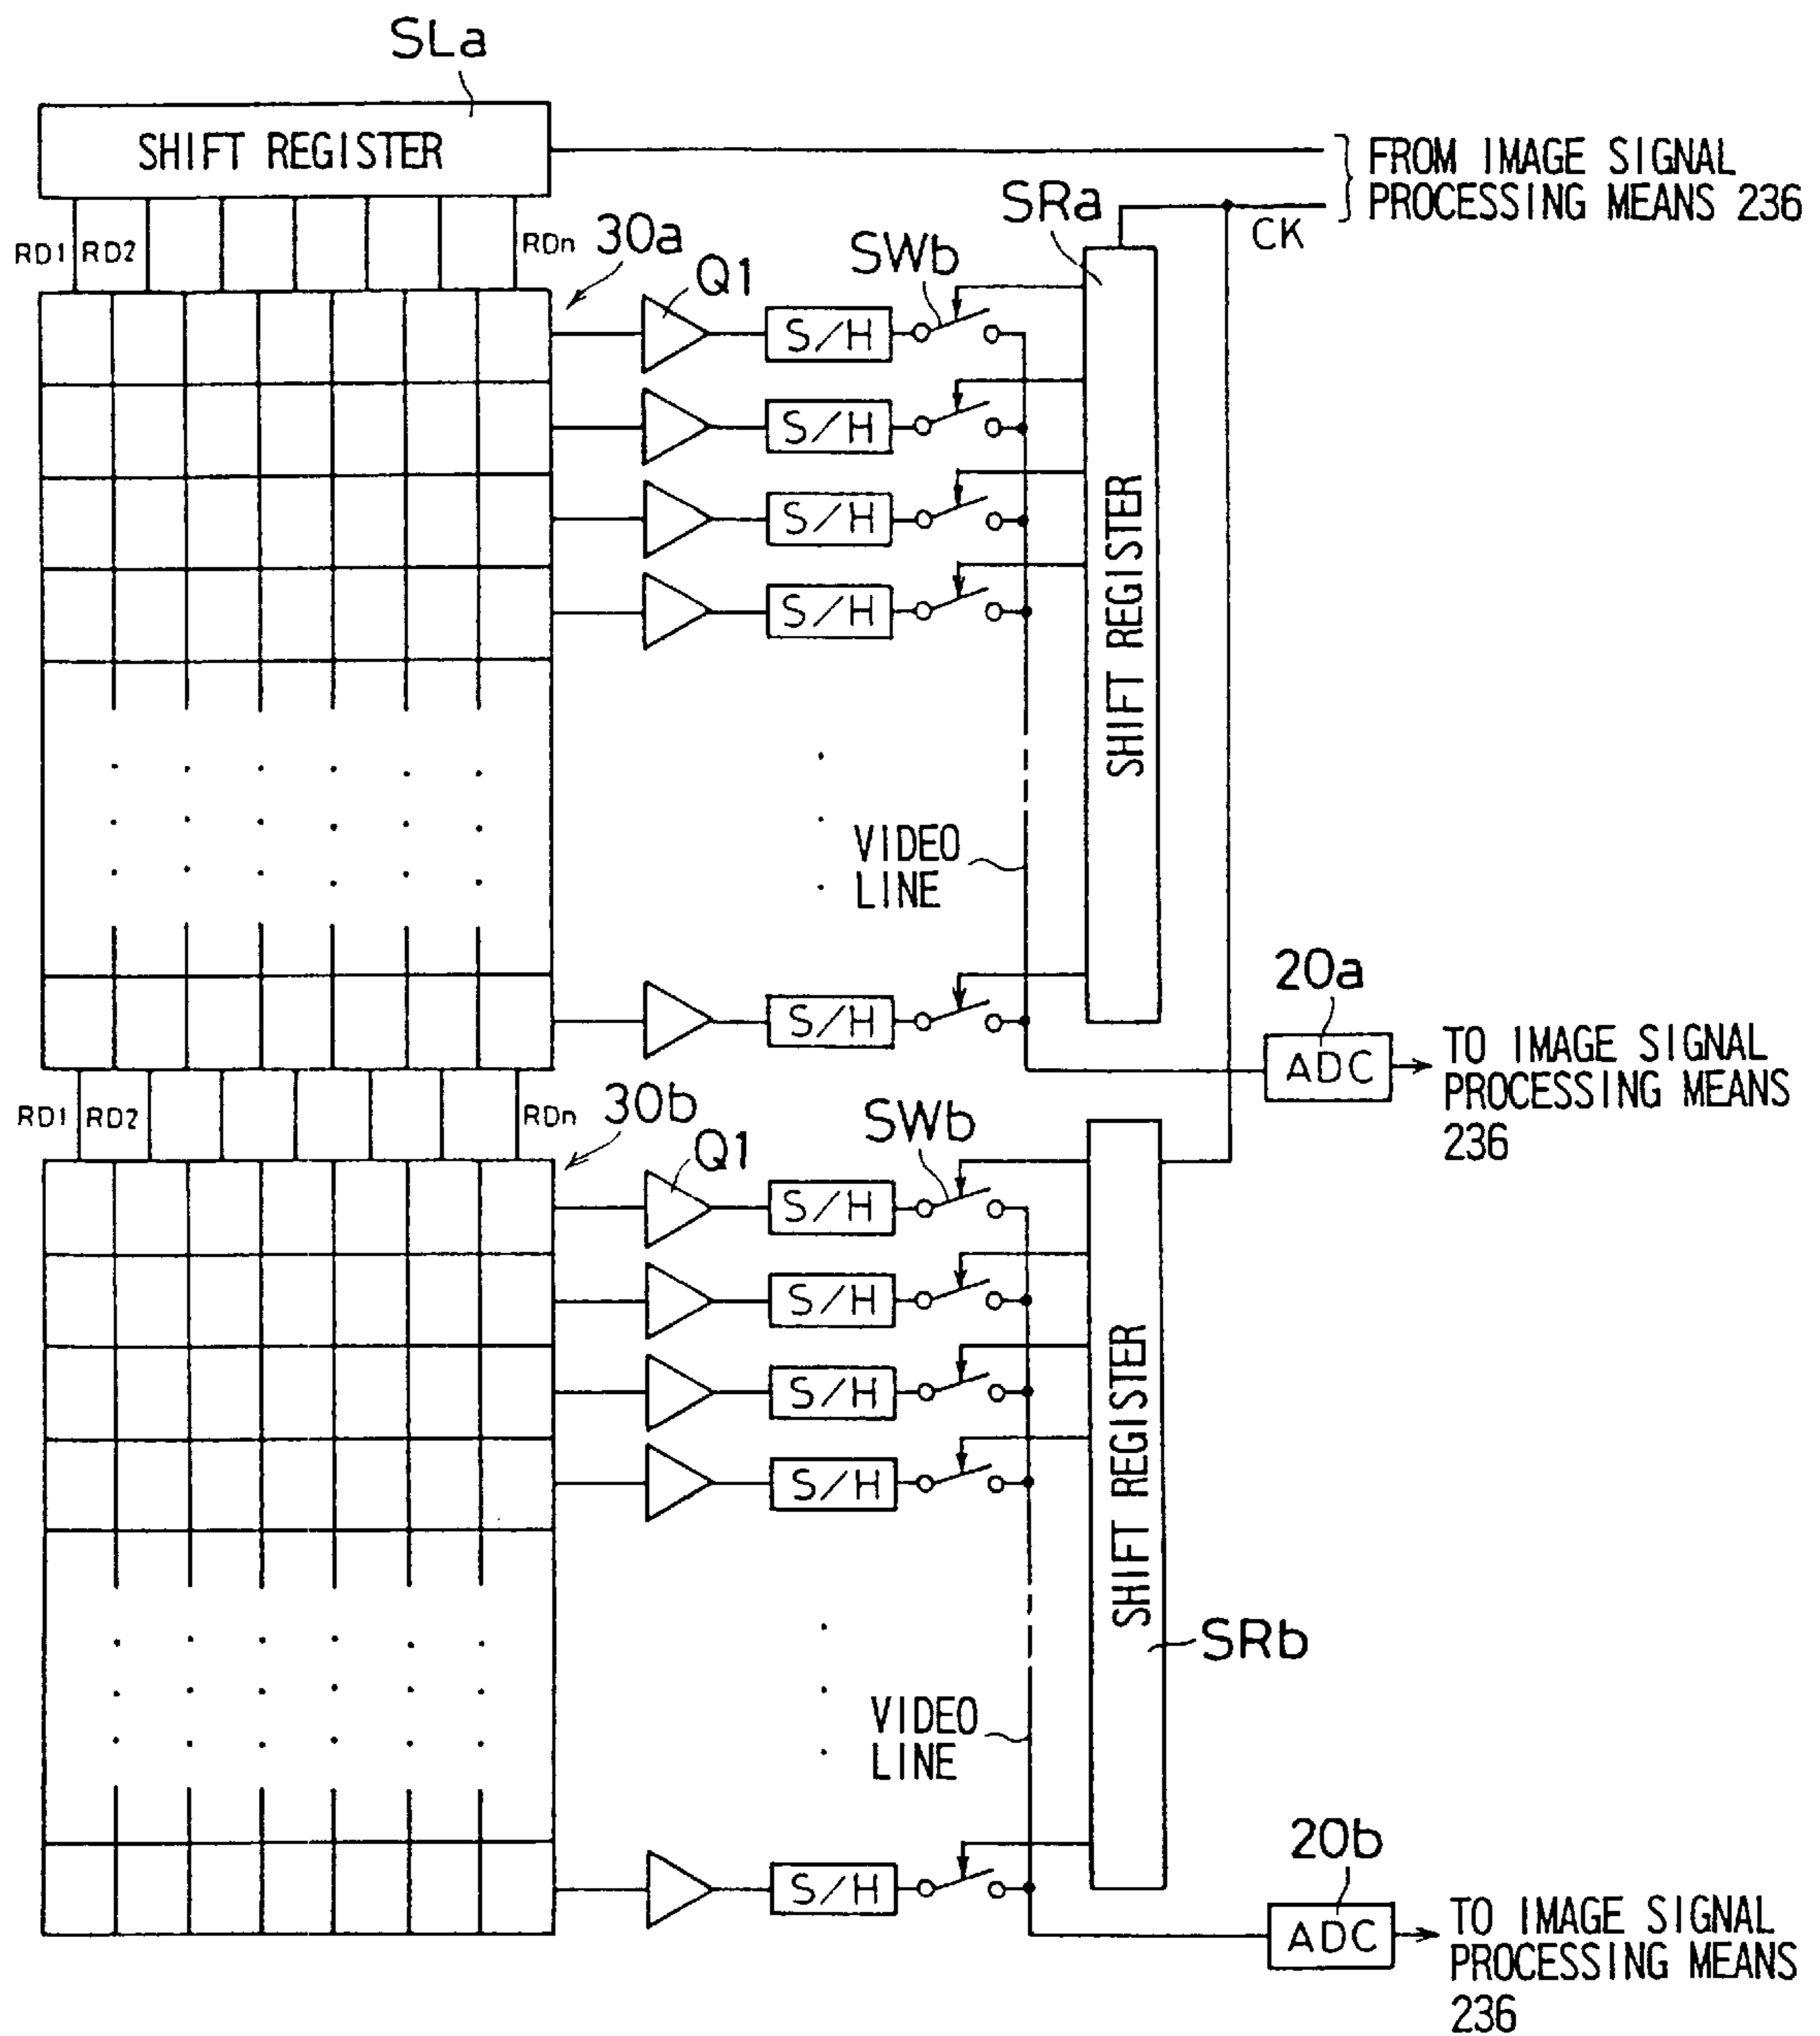 SLa
SHIFT REGISTER
FROM IMAGE SIGNAL
PROCESSING MEANS 236
SRa
CK
RD1 RD2 RDn
30a
SWb
Q1
S/H
S/H
S/H
S/H
SHIFT REGISTER
VIDEO
LINE
S/H
20a
ADC
TO IMAGE SIGNAL
PROCESSING MEANS
236
RD1 RD2 RDn
30b
SWb
Q1
S/H
S/H
S/H
S/H
SHIFT REGISTER
SRb
VIDEO
LINE
S/H
20b
ADC
TO IMAGE SIGNAL
PROCESSING MEANS
236